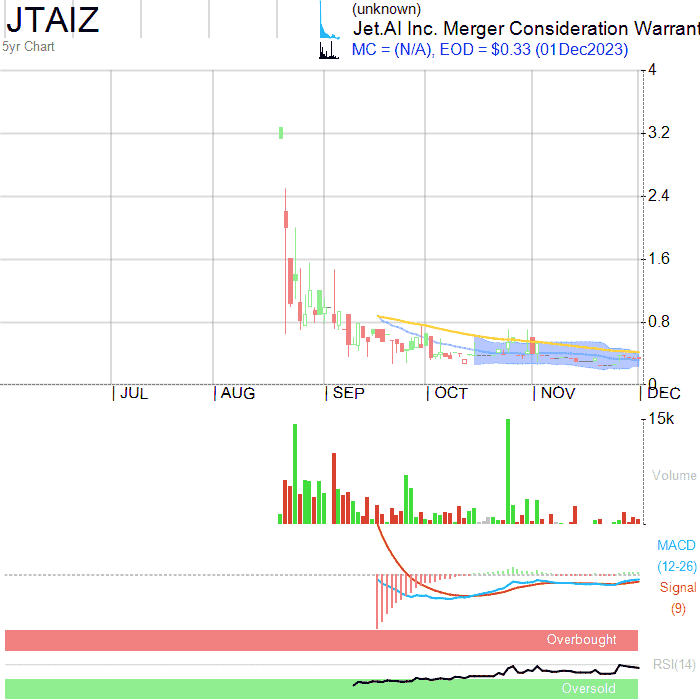 JTAIZ
5yr Chart
(unknown)
Jet.AI Inc. Merger Consideration Warrant
MC = (N/A), EOD = $0.33 (01Dec2023)
4
3.2
2.4
1.6
0.8
0
JUL AUG SEP OCT NOV DEC
15k
Volume
MACD
(12-26)
Signal
(9)
Overbought
RSI(14)
Oversold